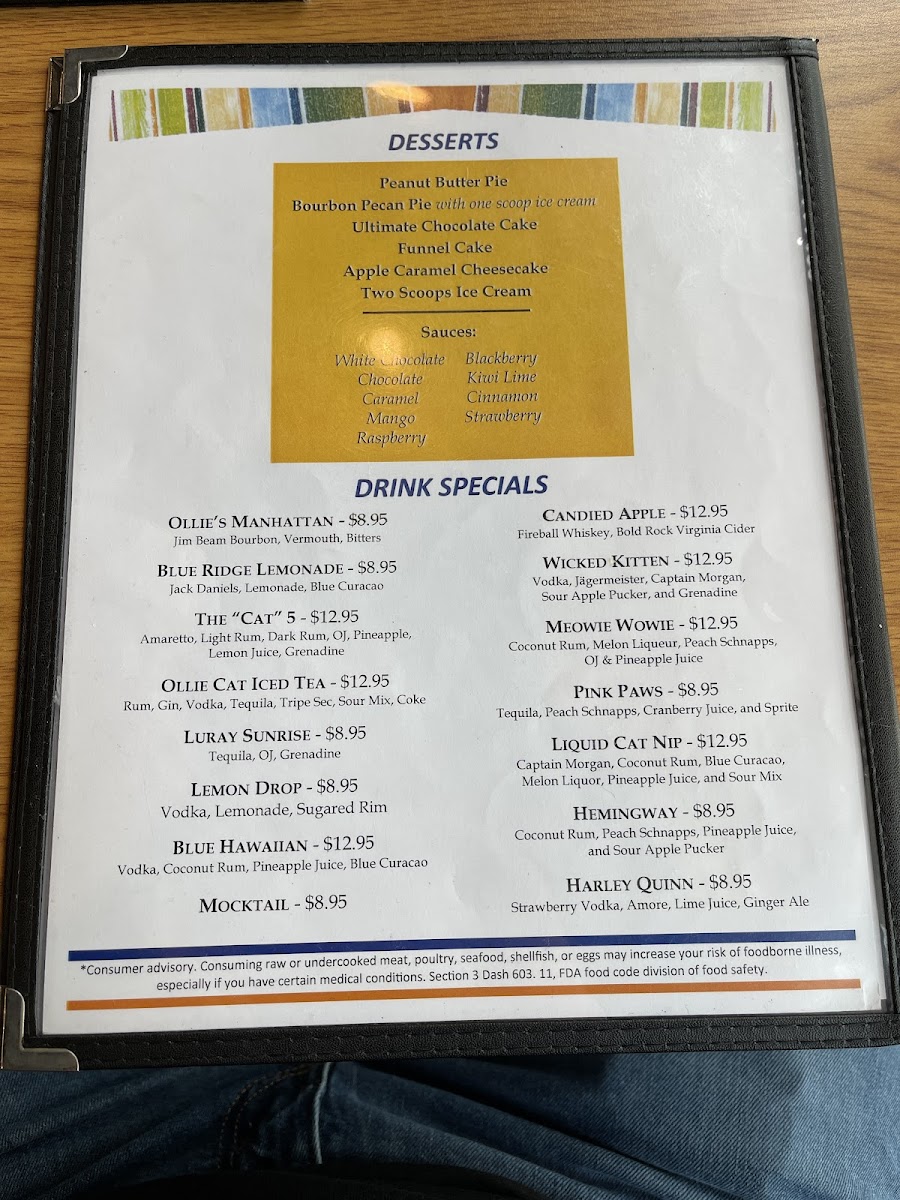 DESSERTS
Peanut Butter Pie
Bourbon Pecan Pie with one scoop ice cream
Ultimate Chocolate Cake
Funnel Cake
Apple Caramel Cheesecake
Two Scoops Ice Cream
Sauces:
White Chocolate
Chocolate
Caramel
Mango
Raspberry
Blackberry
Kiwi Lime
Cinnamon
Strawberry
DRINK SPECIALS
OLLIE'S MANHATTAN - $8.95
Jim Beam Bourbon, Vermouth, Bitters
BLUE RIDGE LEMONADE - $8.95
Jack Daniels, Lemonade, Blue Curacao
THE "CAT" 5 - $12.95
Amaretto, Light Rum, Dark Rum, OJ, Pineapple,
Lemon Juice, Grenadine
OLLIE CAT ICED TEA - $12.95
Rum, Gin, Vodka, Tequila, Tripe Sec, Sour Mix, Coke
LURAY SUNRISE - $8.95
Tequila, OJ, Grenadine
LEMON DROP - $8.95
Vodka, Lemonade, Sugared Rim
BLUE HAWAIIAN - $12.95
Vodka, Coconut Rum, Pineapple Juice, Blue Curacao
MOCKTAIL - $8.95
CANDIED APPLE - $12.95
Fireball Whiskey, Bold Rock Virginia Cider
WICKED KITTEN - $12.95
Vodka, Jägermeister, Captain Morgan,
Sour Apple Pucker, and Grenadine
MEOWIE WOWIE - $12.95
Coconut Rum, Melon Liqueur, Peach Schnapps,
OJ & Pineapple Juice
PINK PAWS - $8.95
Tequila, Peach Schnapps, Cranberry Juice, and Sprite
LIQUID CAT NIP - $12.95
Captain Morgan, Coconut Rum, Blue Curacao,
Melon Liquor, Pineapple Juice, and Sour Mix
HEMINGWAY - $8.95
Coconut Rum, Peach Schnapps, Pineapple Juice,
and Sour Apple Pucker
HARLEY QUINN - $8.95
Strawberry Vodka, Amore, Lime Juice, Ginger Ale
*Consumer advisory. Consuming raw or undercooked meat, poultry, seafood, shellfish, or eggs may increase your risk of foodborne illness,
especially if you have certain medical conditions. Section 3 Dash 603. 11, FDA food code division of food safety.